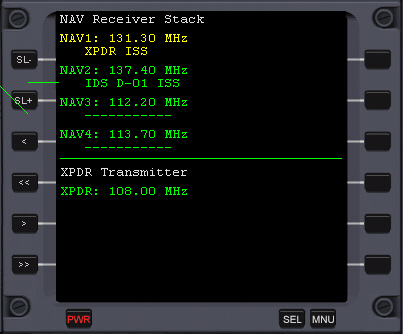 NAV Receiver Stack
NAV1: 131.30 MHz
XPDR ISS
SL-
NAV2: 137.40 MHz
IDS D-01 ISS
SL+
NAV3: 112.20 MHz
-----------
NAV4: 113.70 MHz
<
-----------
XPDR Transmitter
<<
XPDR: 108.00 MHz
>
>>
PWR
SEL
MNU